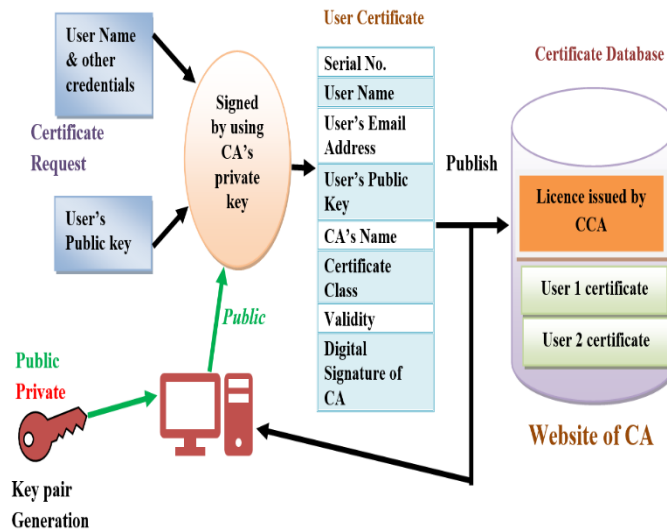 User Name
& other
credentials
Certificate
Request
User's
Public key
Signed
by using
CA's
private
key
Public
Public
Private
Key pair
Generation
User Certificate
Serial No.
User Name
User's Email
Address
User's Public
Key
CA's Name
Certificate
Class
Validity
Digital
Signature of
CA
Publish
Certificate Database
Licence issued by
CCA
User 1 certificate
User 2 certificate
Website of CA